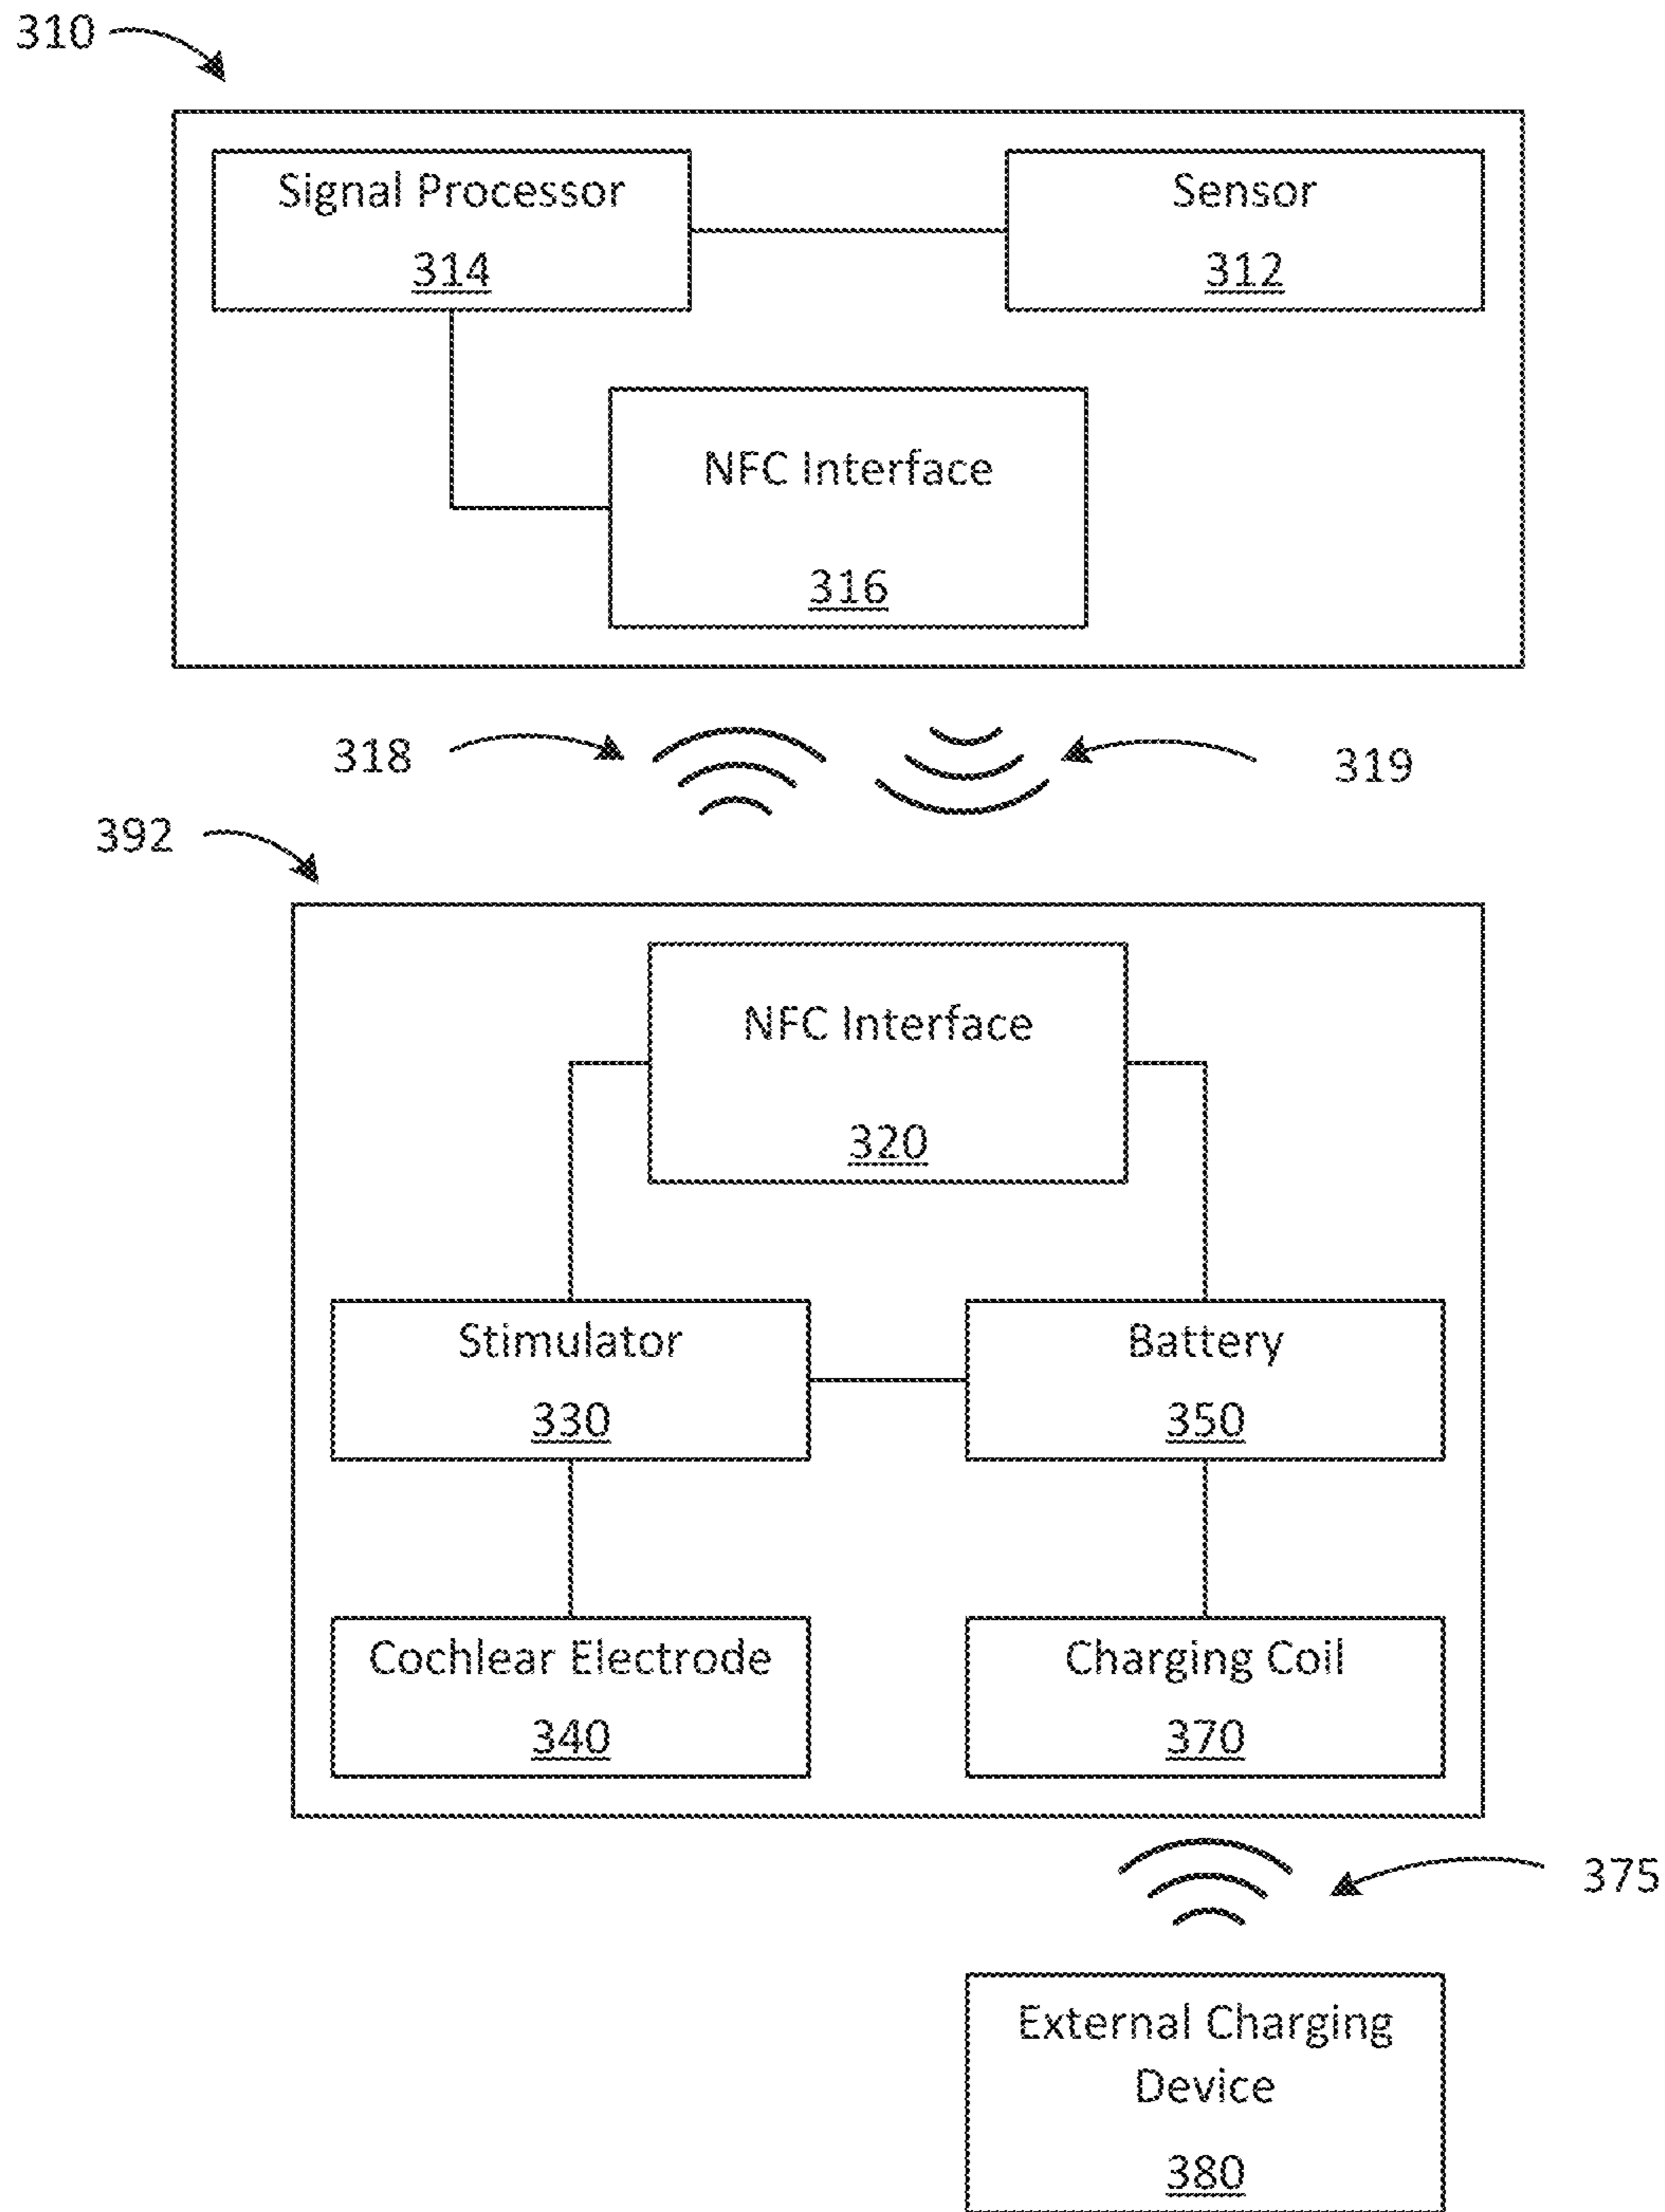 310
Signal Processor
314
Sensor
312
NFC Interface
316
318
319
392
NFC Interface
320
Stimulator
330
Battery
350
Cochlear Electrode
340
Charging Coil
370
375
External Charging
Device
380